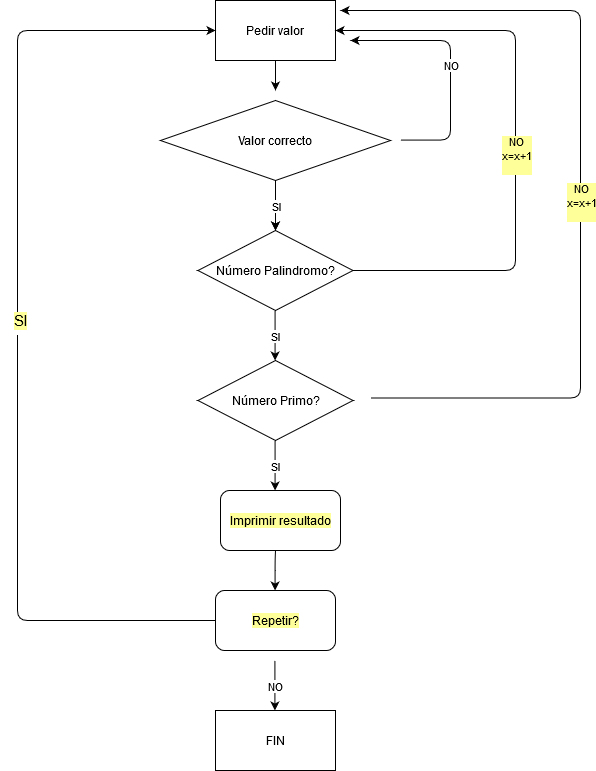 Pedir valor
NO
Valor correcto
NO
x=x+1
NO
x=x+1
SI
Número Palindromo?
SI
SI
Número Primo?
SI
Imprimir resultado
Repetir?
NO
FIN